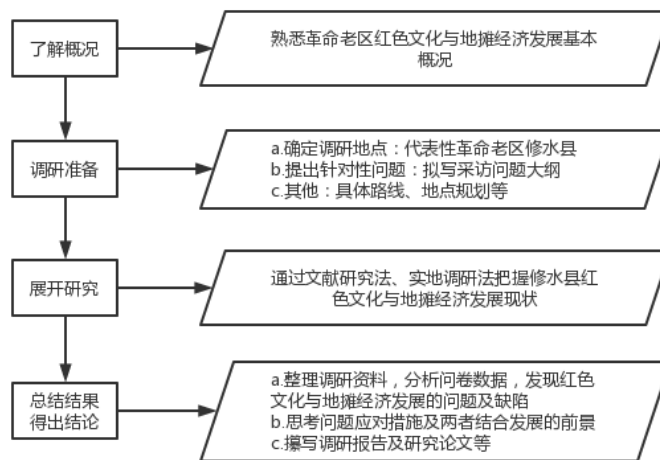 了解概况
熟悉革命老区红色文化与地摊经济发展基本
概况
调研准备
a.确定调研地点：代表性革命老区修水县
b.提出针对性问题：拟写采访问题大纲
c.其他：具体路线、地点规划等
展开研究
通过文献研究法、实地调研法把握修水县红
色文化与地摊经济发展现状
总结结果
得出结论
a.整理调研资料，分析问卷数据，发现红色
文化与地摊经济发展的问题及缺陷
b.思考问题应对措施及两者结合发展的前景
c.攥写调研报告及研究论文等